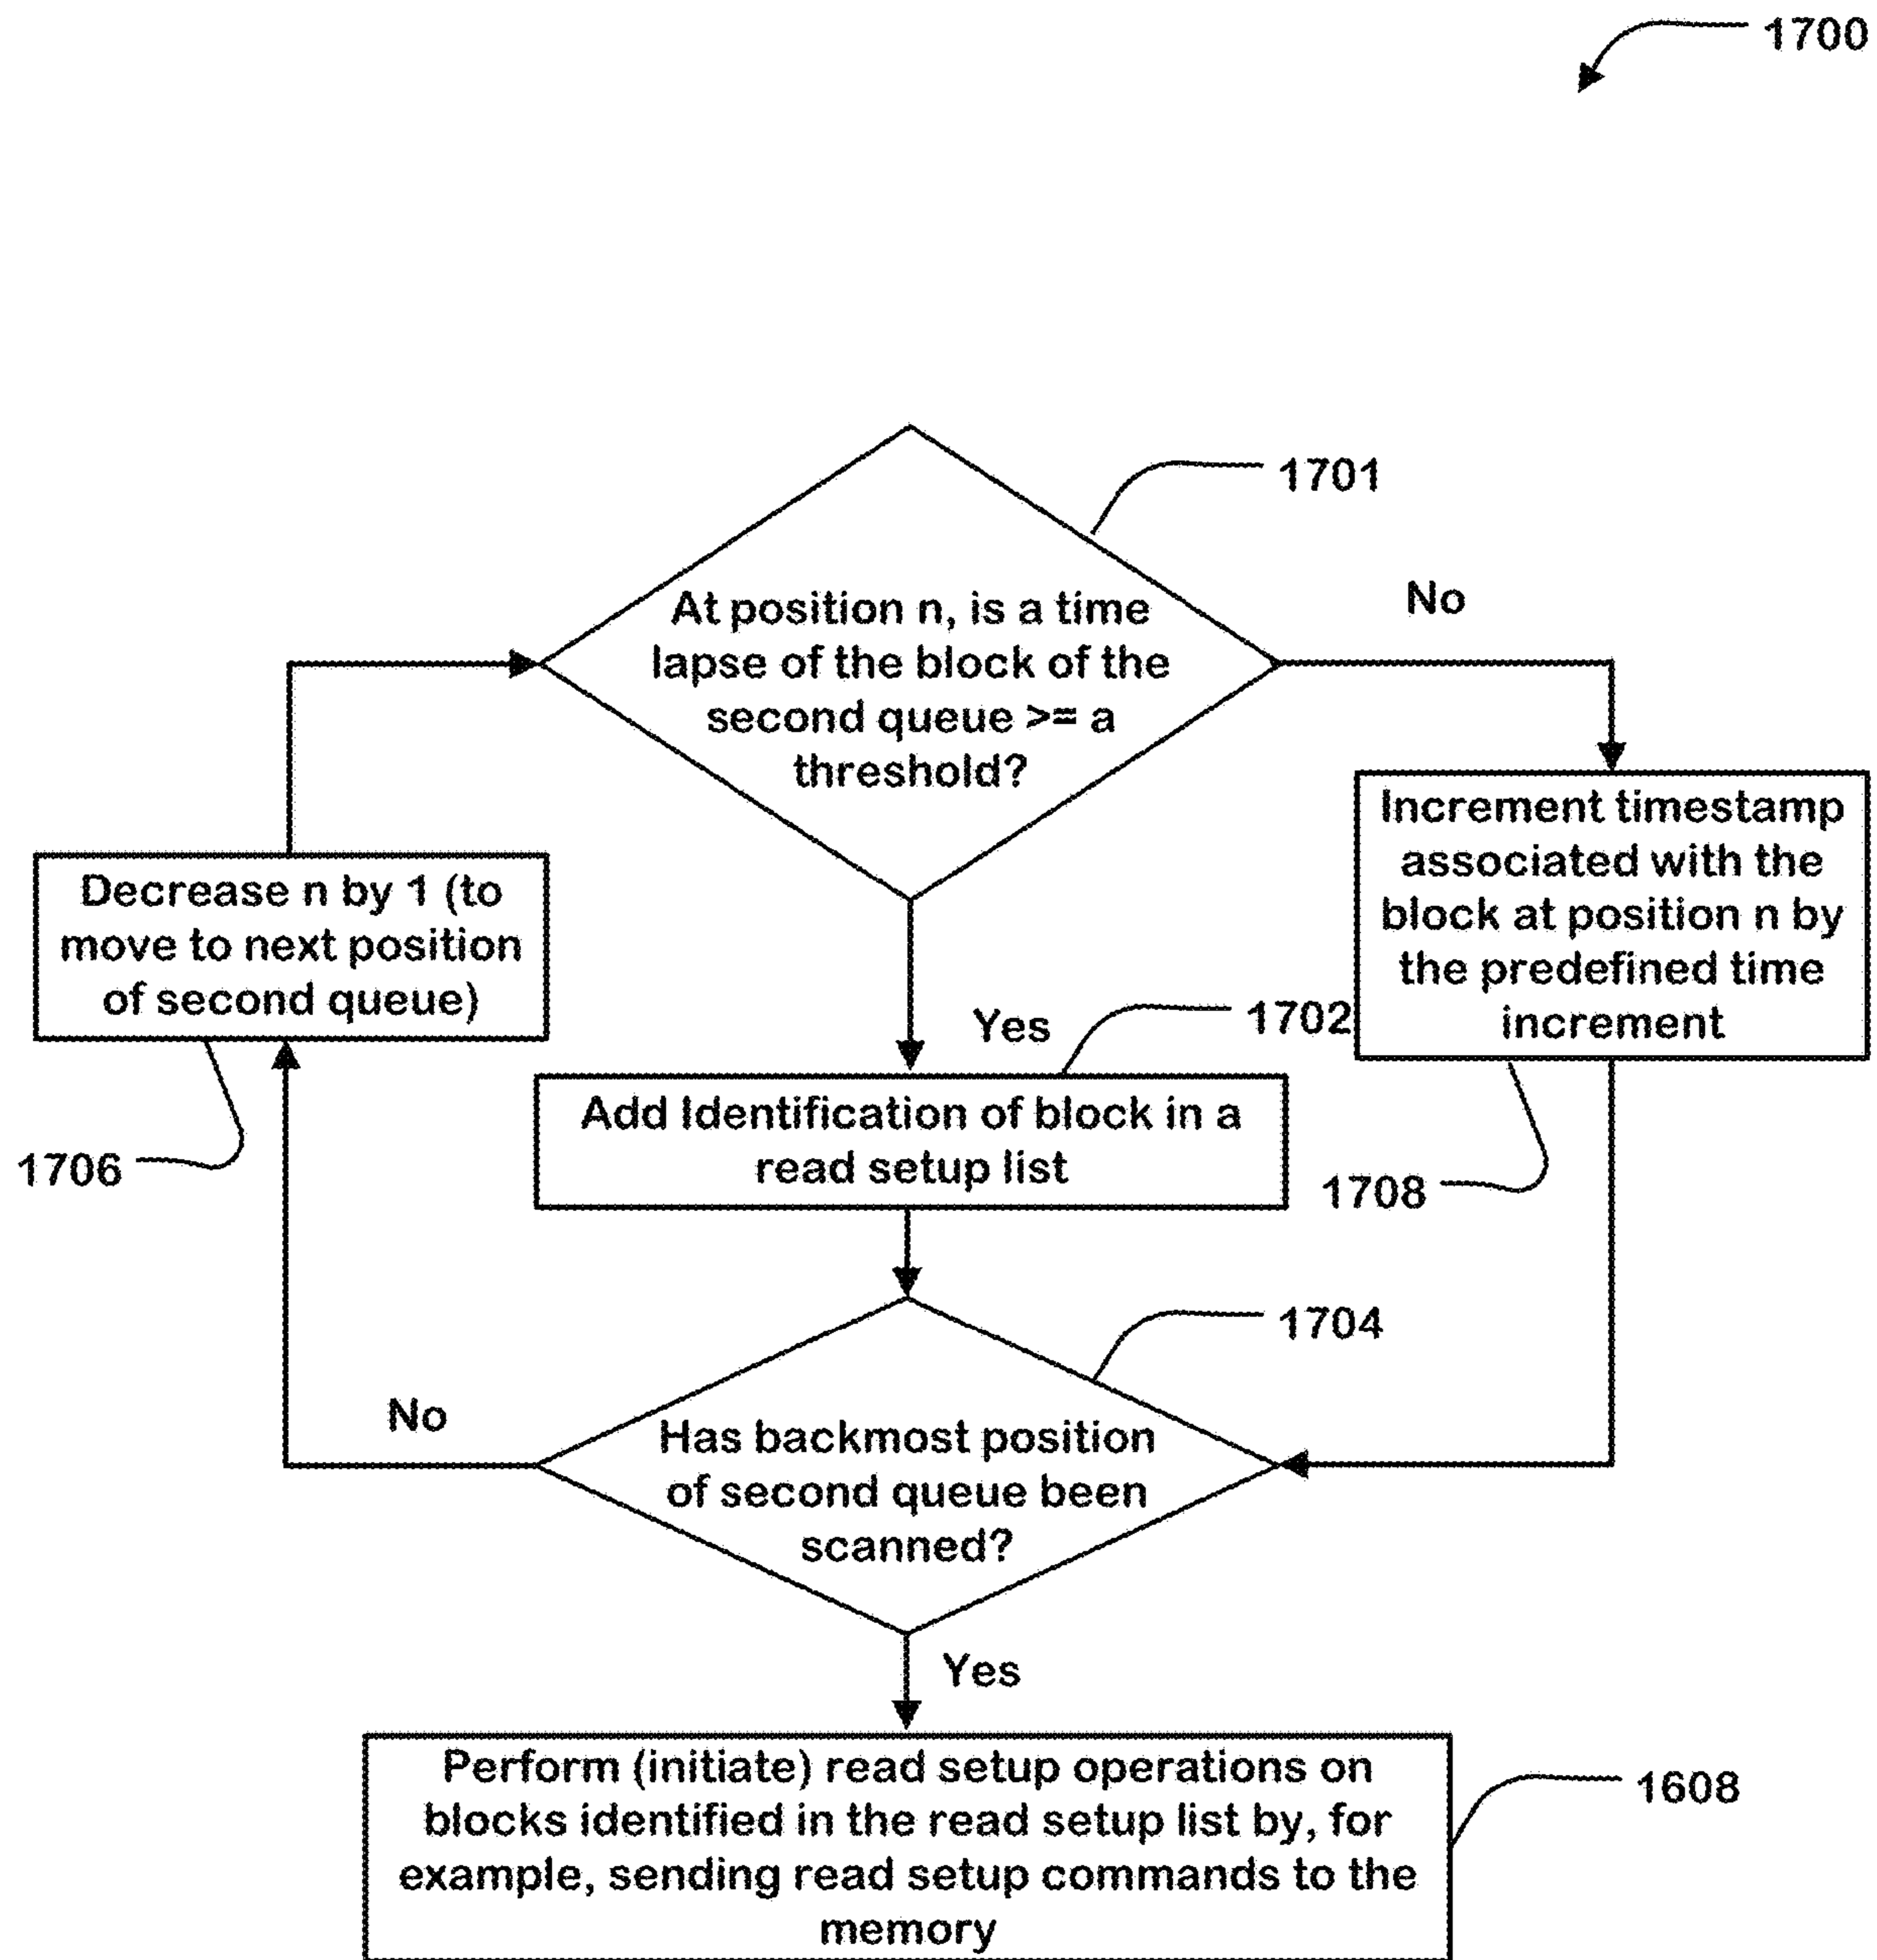 1700
1701
At position n, is a time
lapse of the block of the
second queue >= a
threshold?
No
Increment timestamp
associated with the
block at position n by
the predefined time
increment
Decrease n by 1 (to
move to next position
of second queue)
Yes
1702
Add Identification of block in a
read setup list
1706
1708
1704
No
Has backmost position
of second queue been
scanned?
Yes
Perform (initiate) read setup operations on
blocks identified in the read setup list by, for
example, sending read setup commands to the
memory
1608